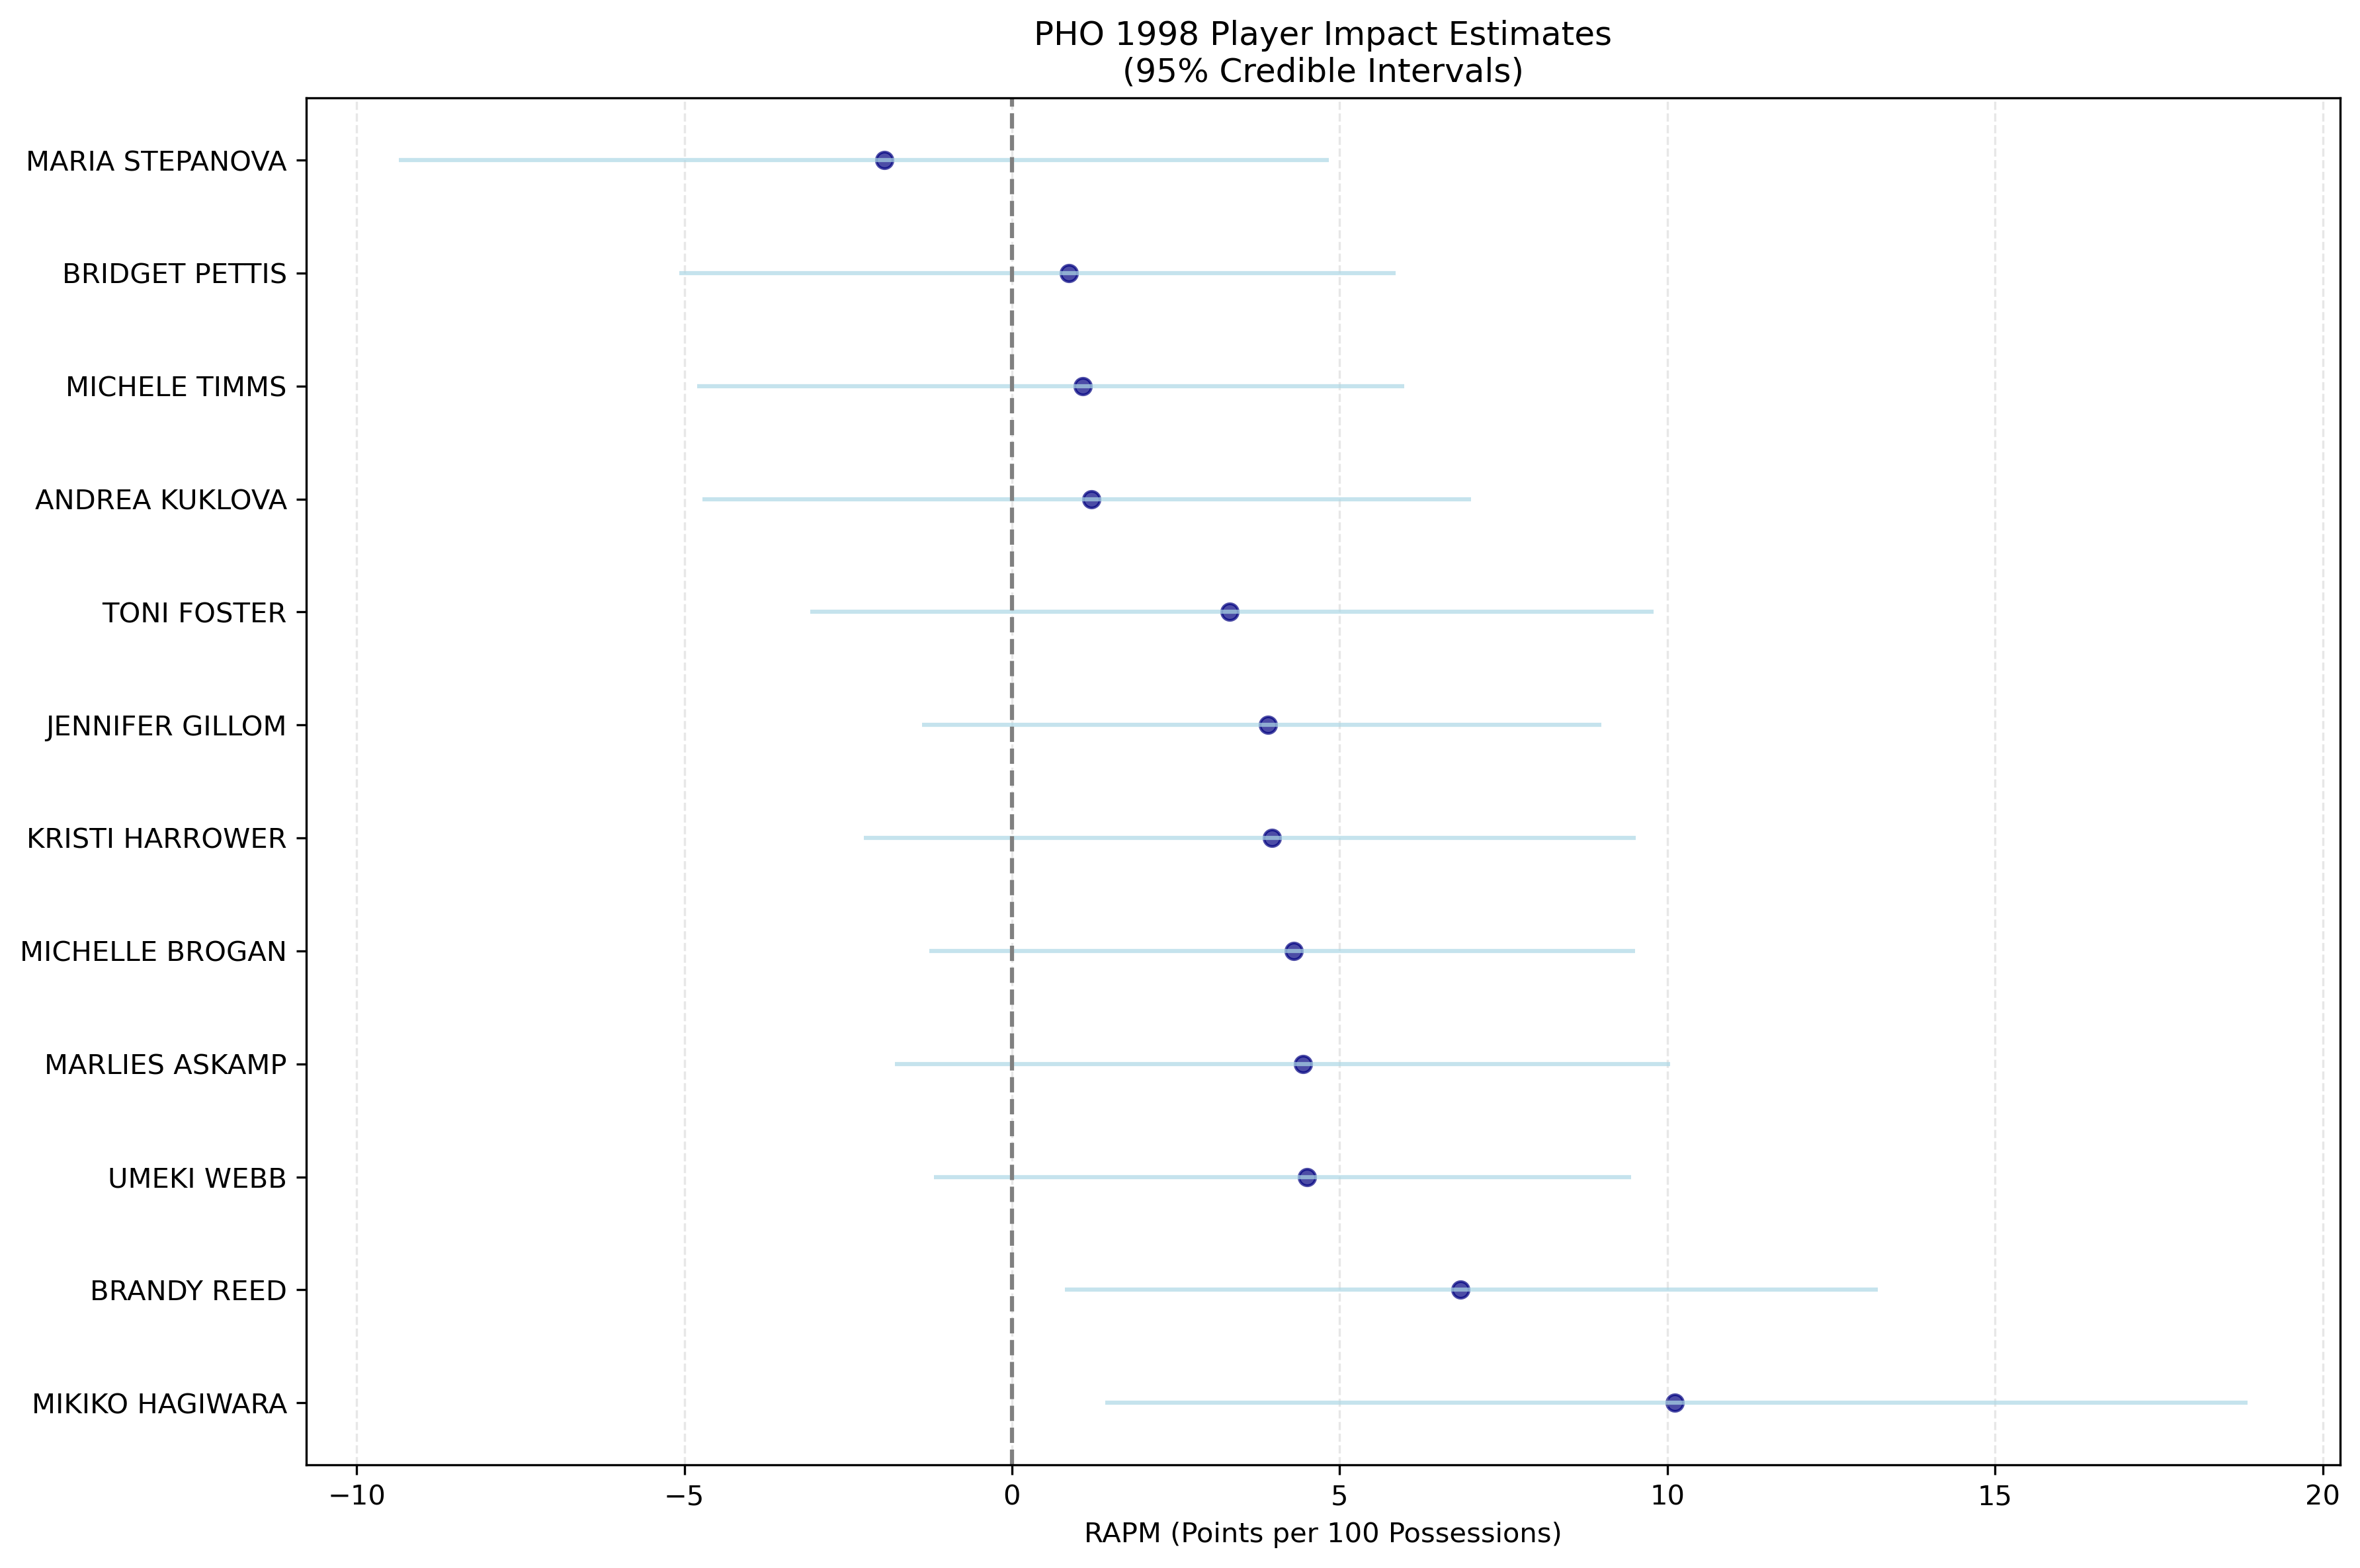 PHO 1998 Player Impact Estimates
(95% Credible Intervals)
MARIA STEPANOVA
BRIDGET PETTIS
MICHELE TIMMS
ANDREA KUKLOVA
TONI FOSTER
JENNIFER GILLOM
KRISTI HARROWER
MICHELLE BROGAN
MARLIES ASKAMP
UMEKI WEBB
BRANDY REED
MIKIKO HAGIWARA
−10 −5 0 5 10 15 20
RAPM (Points per 100 Possessions)